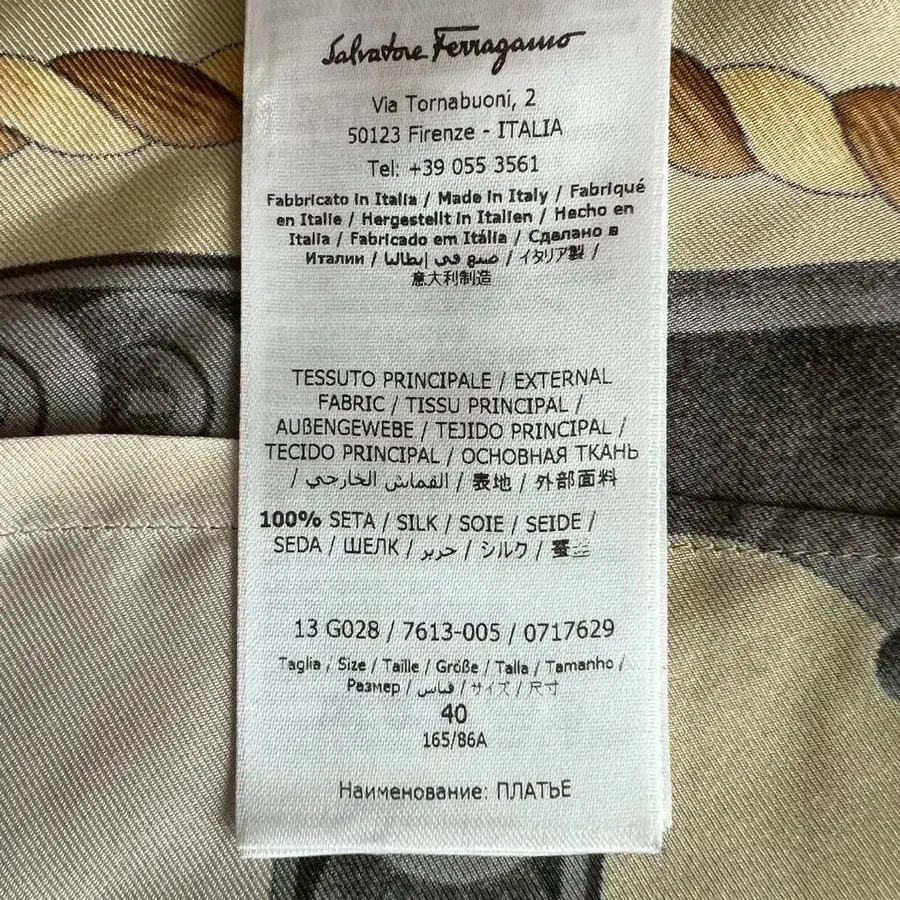 Salvatore Ferragamo
Via Tornabuoni, 2
50123 Firenze - ITALIA
Tel: +39 055 3561
Fabbricato in Italia / Made in Italy / Fabriqué
en Italie / Hergestellt in Italien / Hecho en
Italia / Fabricado em Itália / Сделано в
Италии / صنع في إيطاليا / イタリア製 /
意大利制造
TESSUTO PRINCIPALE / EXTERNAL
FABRIC / TISSU PRINCIPAL /
AUßENGEWEBE / TEJIDO PRINCIPAL /
TECIDO PRINCIPAL / ОСНОВНАЯ ТКАНЬ
/ القماش الخارجي / 表地 / 外部面料
100% SETA / SILK / SOIE / SEIDE /
SEDA / ШЕЛК / حرير / シルク /
13 G028 / 7613-005 / 0717629
Taglia / Size / Taille / Größe / Talla / Tamanho /
Размер / قياس / サイズ / 尺寸
40
165/86A
Наименование: ПЛАТЬЕ